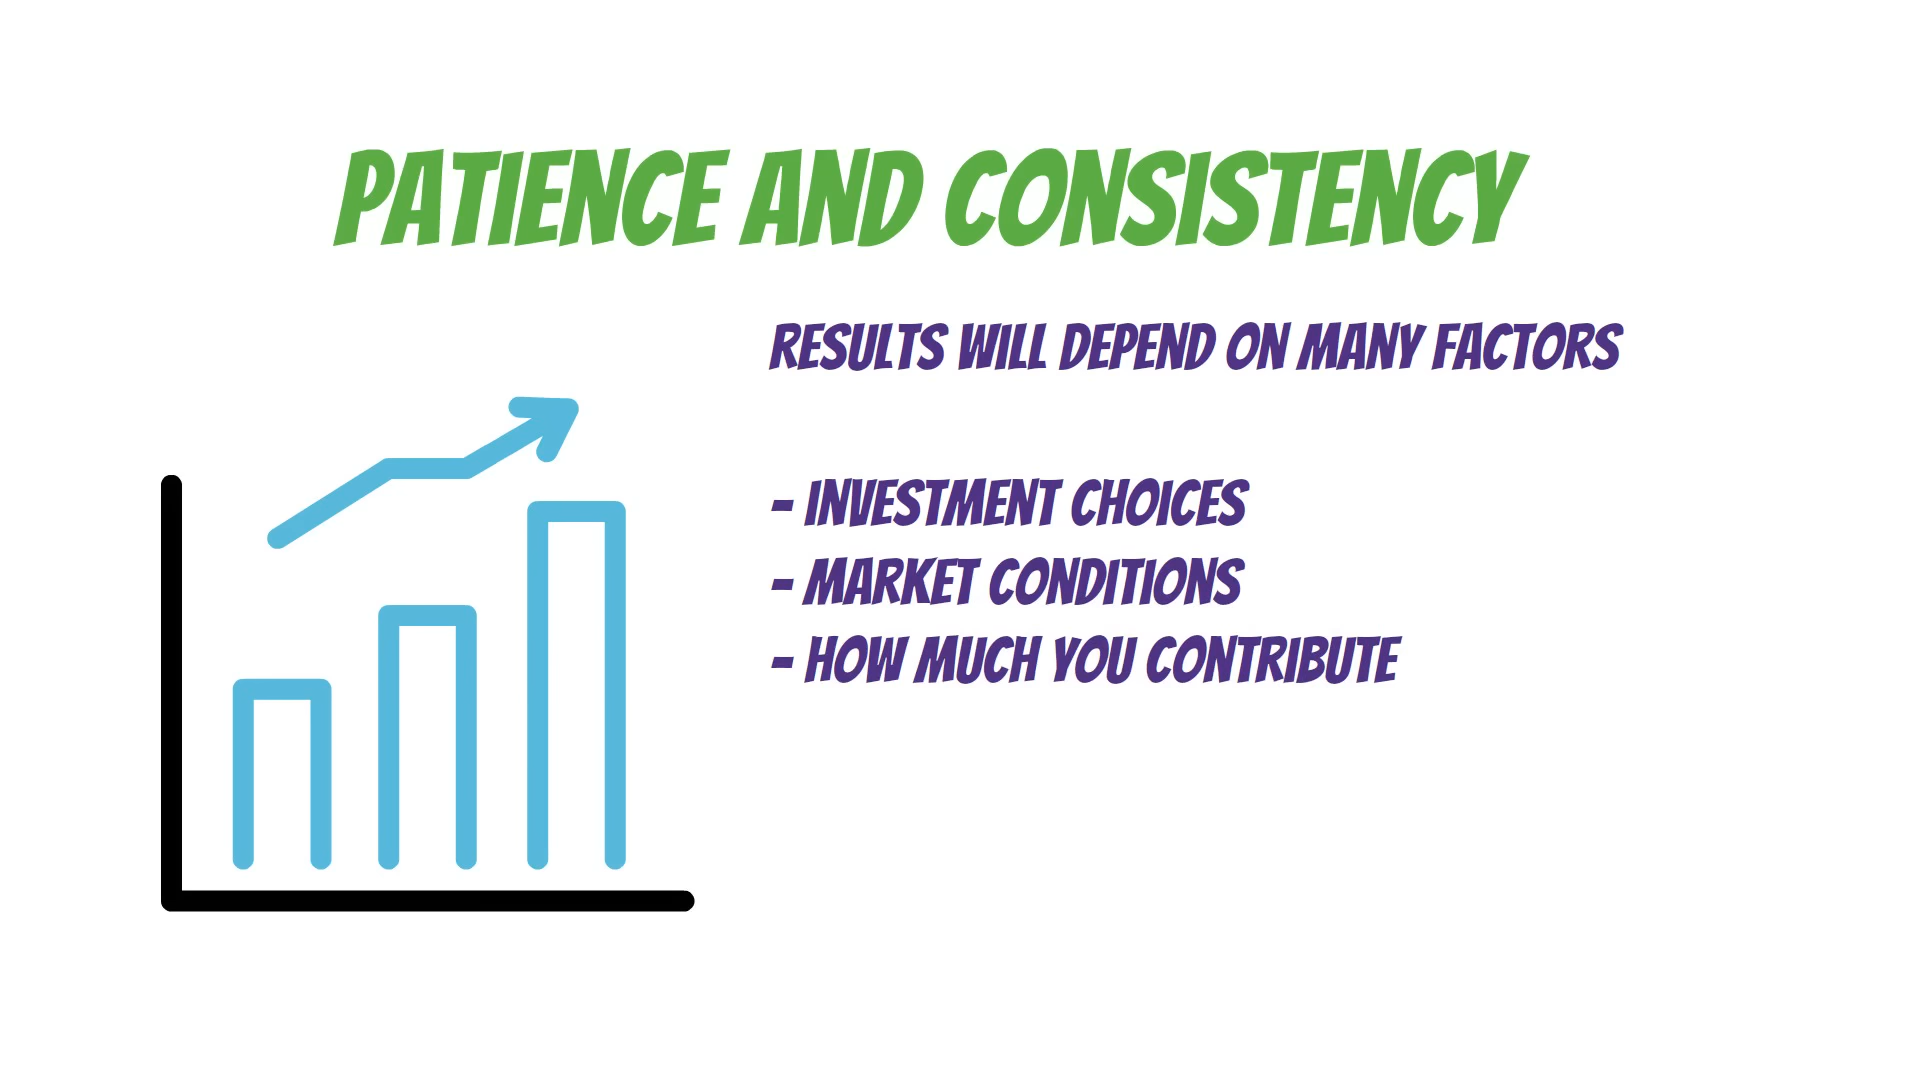 PATIENCE AND CONSISTENCY
RESULTS WILL DEPEND ON MANY FACTORS
- INVESTMENT CHOICES
- MARKET CONDITIONS
- HOW MUCH YOU CONTRIBUTE